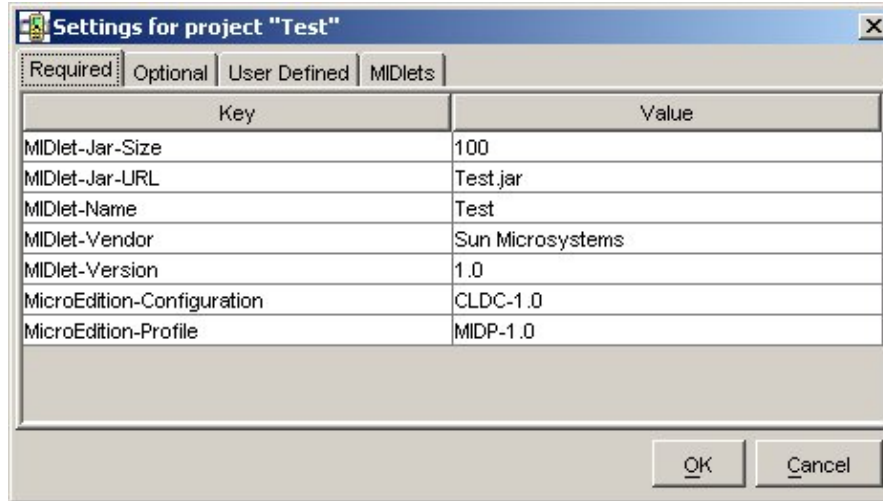 Settings for project "Test"
Required Optional User Defined MIDlets
Key Value
MIDlet-Jar-Size 100
MIDlet-Jar-URL Test.jar
MIDlet-Name Test
MIDlet-Vendor Sun Microsystems
MIDlet-Version 1.0
MicroEdition-Configuration CLDC-1.0
MicroEdition-Profile MIDP-1.0
OK Cancel